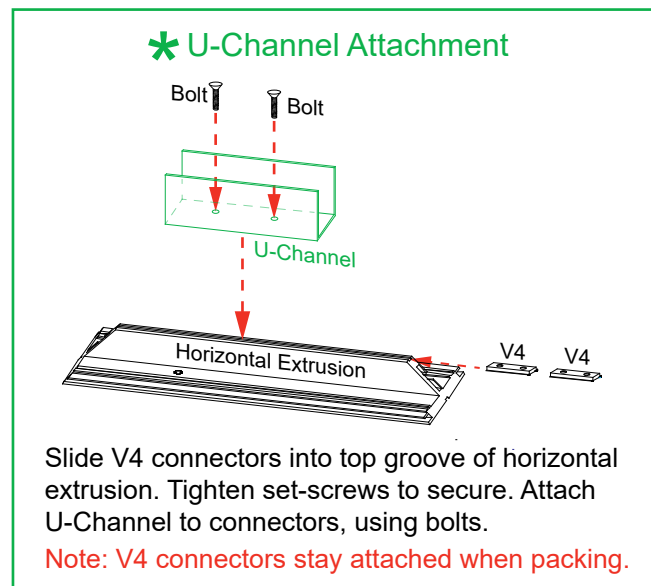 * U-Channel Attachment
Bolt
Bolt
U-Channel
Horizontal Extrusion
V4
V4
Slide V4 connectors into top groove of horizontal
extrusion. Tighten set-screws to secure. Attach
U-Channel to connectors, using bolts.
Note: V4 connectors stay attached when packing.